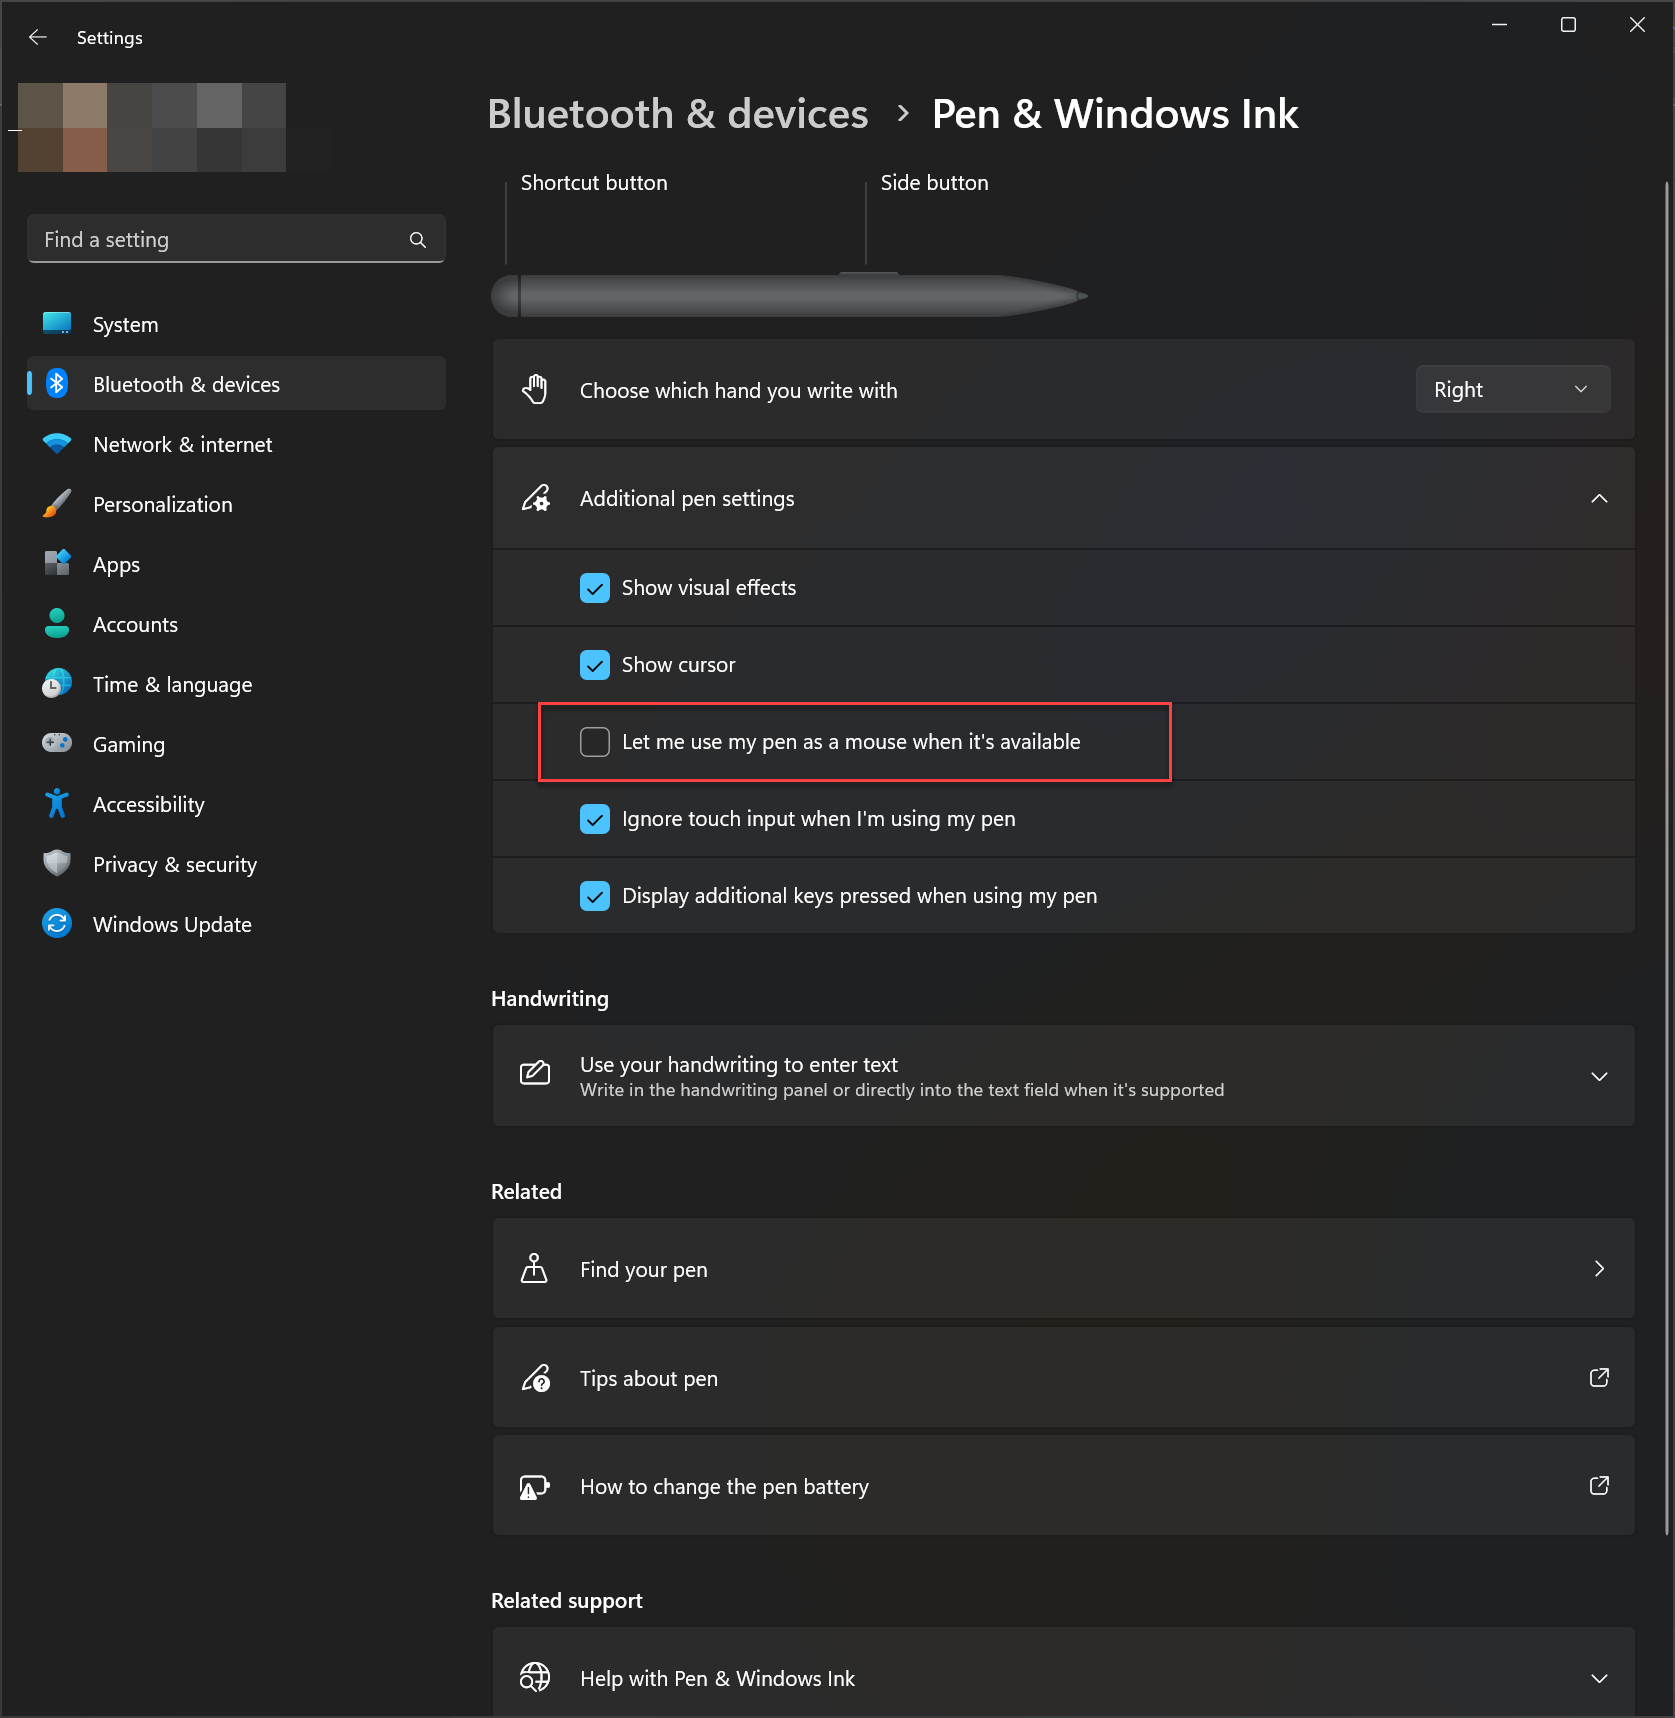 Settings
Find a setting
System
Bluetooth & devices
Network & internet
Personalization
Apps
Accounts
Time & language
Gaming
Accessibility
Privacy & security
Windows Update
Bluetooth & devices › Pen & Windows Ink
Shortcut button
Side button
Choose which hand you write with
Right
Additional pen settings
Show visual effects
Show cursor
Let me use my pen as a mouse when it's available
Ignore touch input when I'm using my pen
Display additional keys pressed when using my pen
Handwriting
Use your handwriting to enter text
Write in the handwriting panel or directly into the text field when it's supported
Related
Find your pen
Tips about pen
How to change the pen battery
Related support
Help with Pen & Windows Ink